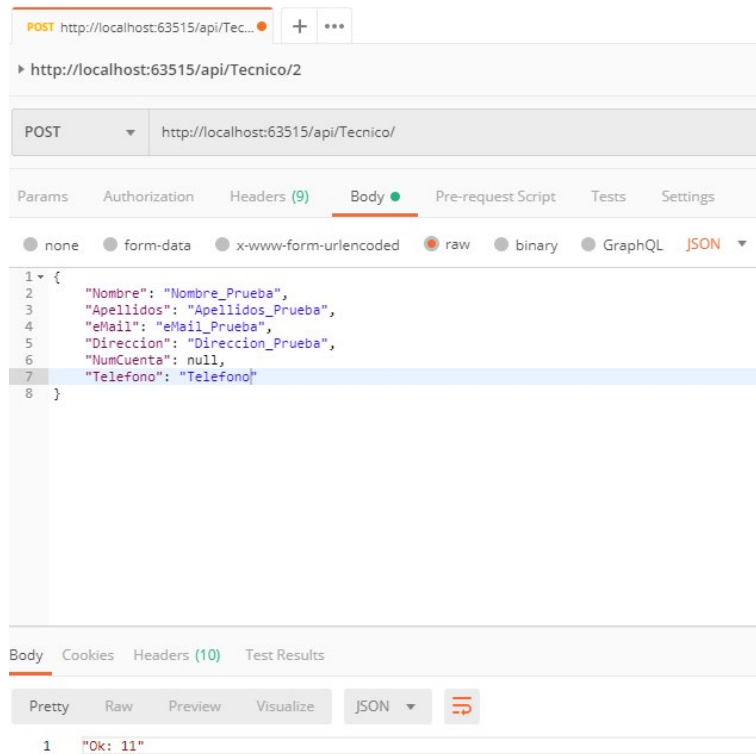 POST http://localhost:63515/api/Tec... + •••
http://localhost:63515/api/Tecnico/2
POST http://localhost:63515/api/Tecnico/
Params Authorization Headers (9) Body Pre-request Script Tests Settings
none form-data x-www-form-urlencoded raw binary GraphQL JSON
1 {
2 "Nombre": "Nombre_Prueba",
3 "Apellidos": "Apellidos_Prueba",
4 "eMail": "eMail_Prueba",
5 "Direccion": "Direccion_Prueba",
6 "NumCuenta": null,
7 "Telefono": "Telefono"
8 }
Body Cookies Headers (10) Test Results
Pretty Raw Preview Visualize JSON
1 "Ok: 11"